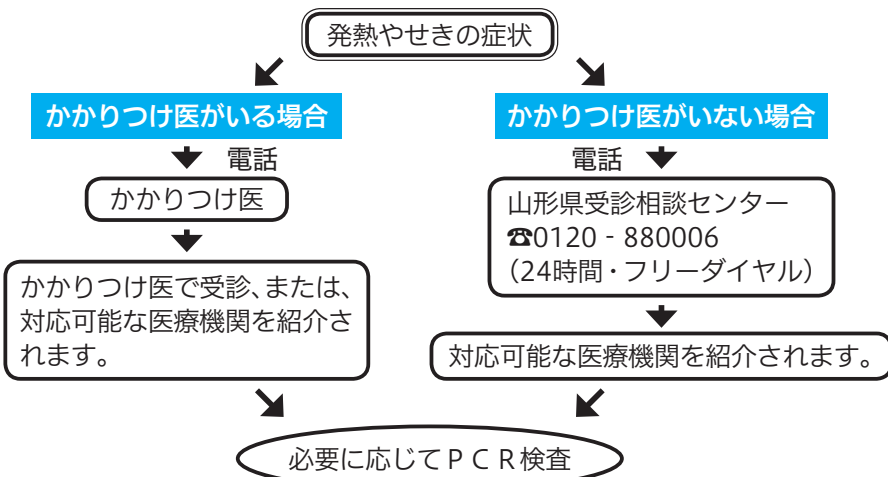 発熱やせきの症状
かかりつけ医がいる場合
電話
かかりつけ医
かかりつけ医で受診、または、
対応可能な医療機関を紹介さ
れます。
かかりつけ医がいない場合
電話
山形県受診相談センター
☎0120‐880006
（24時間・フリーダイヤル）
対応可能な医療機関を紹介されます。
必要に応じてＰＣＲ検査